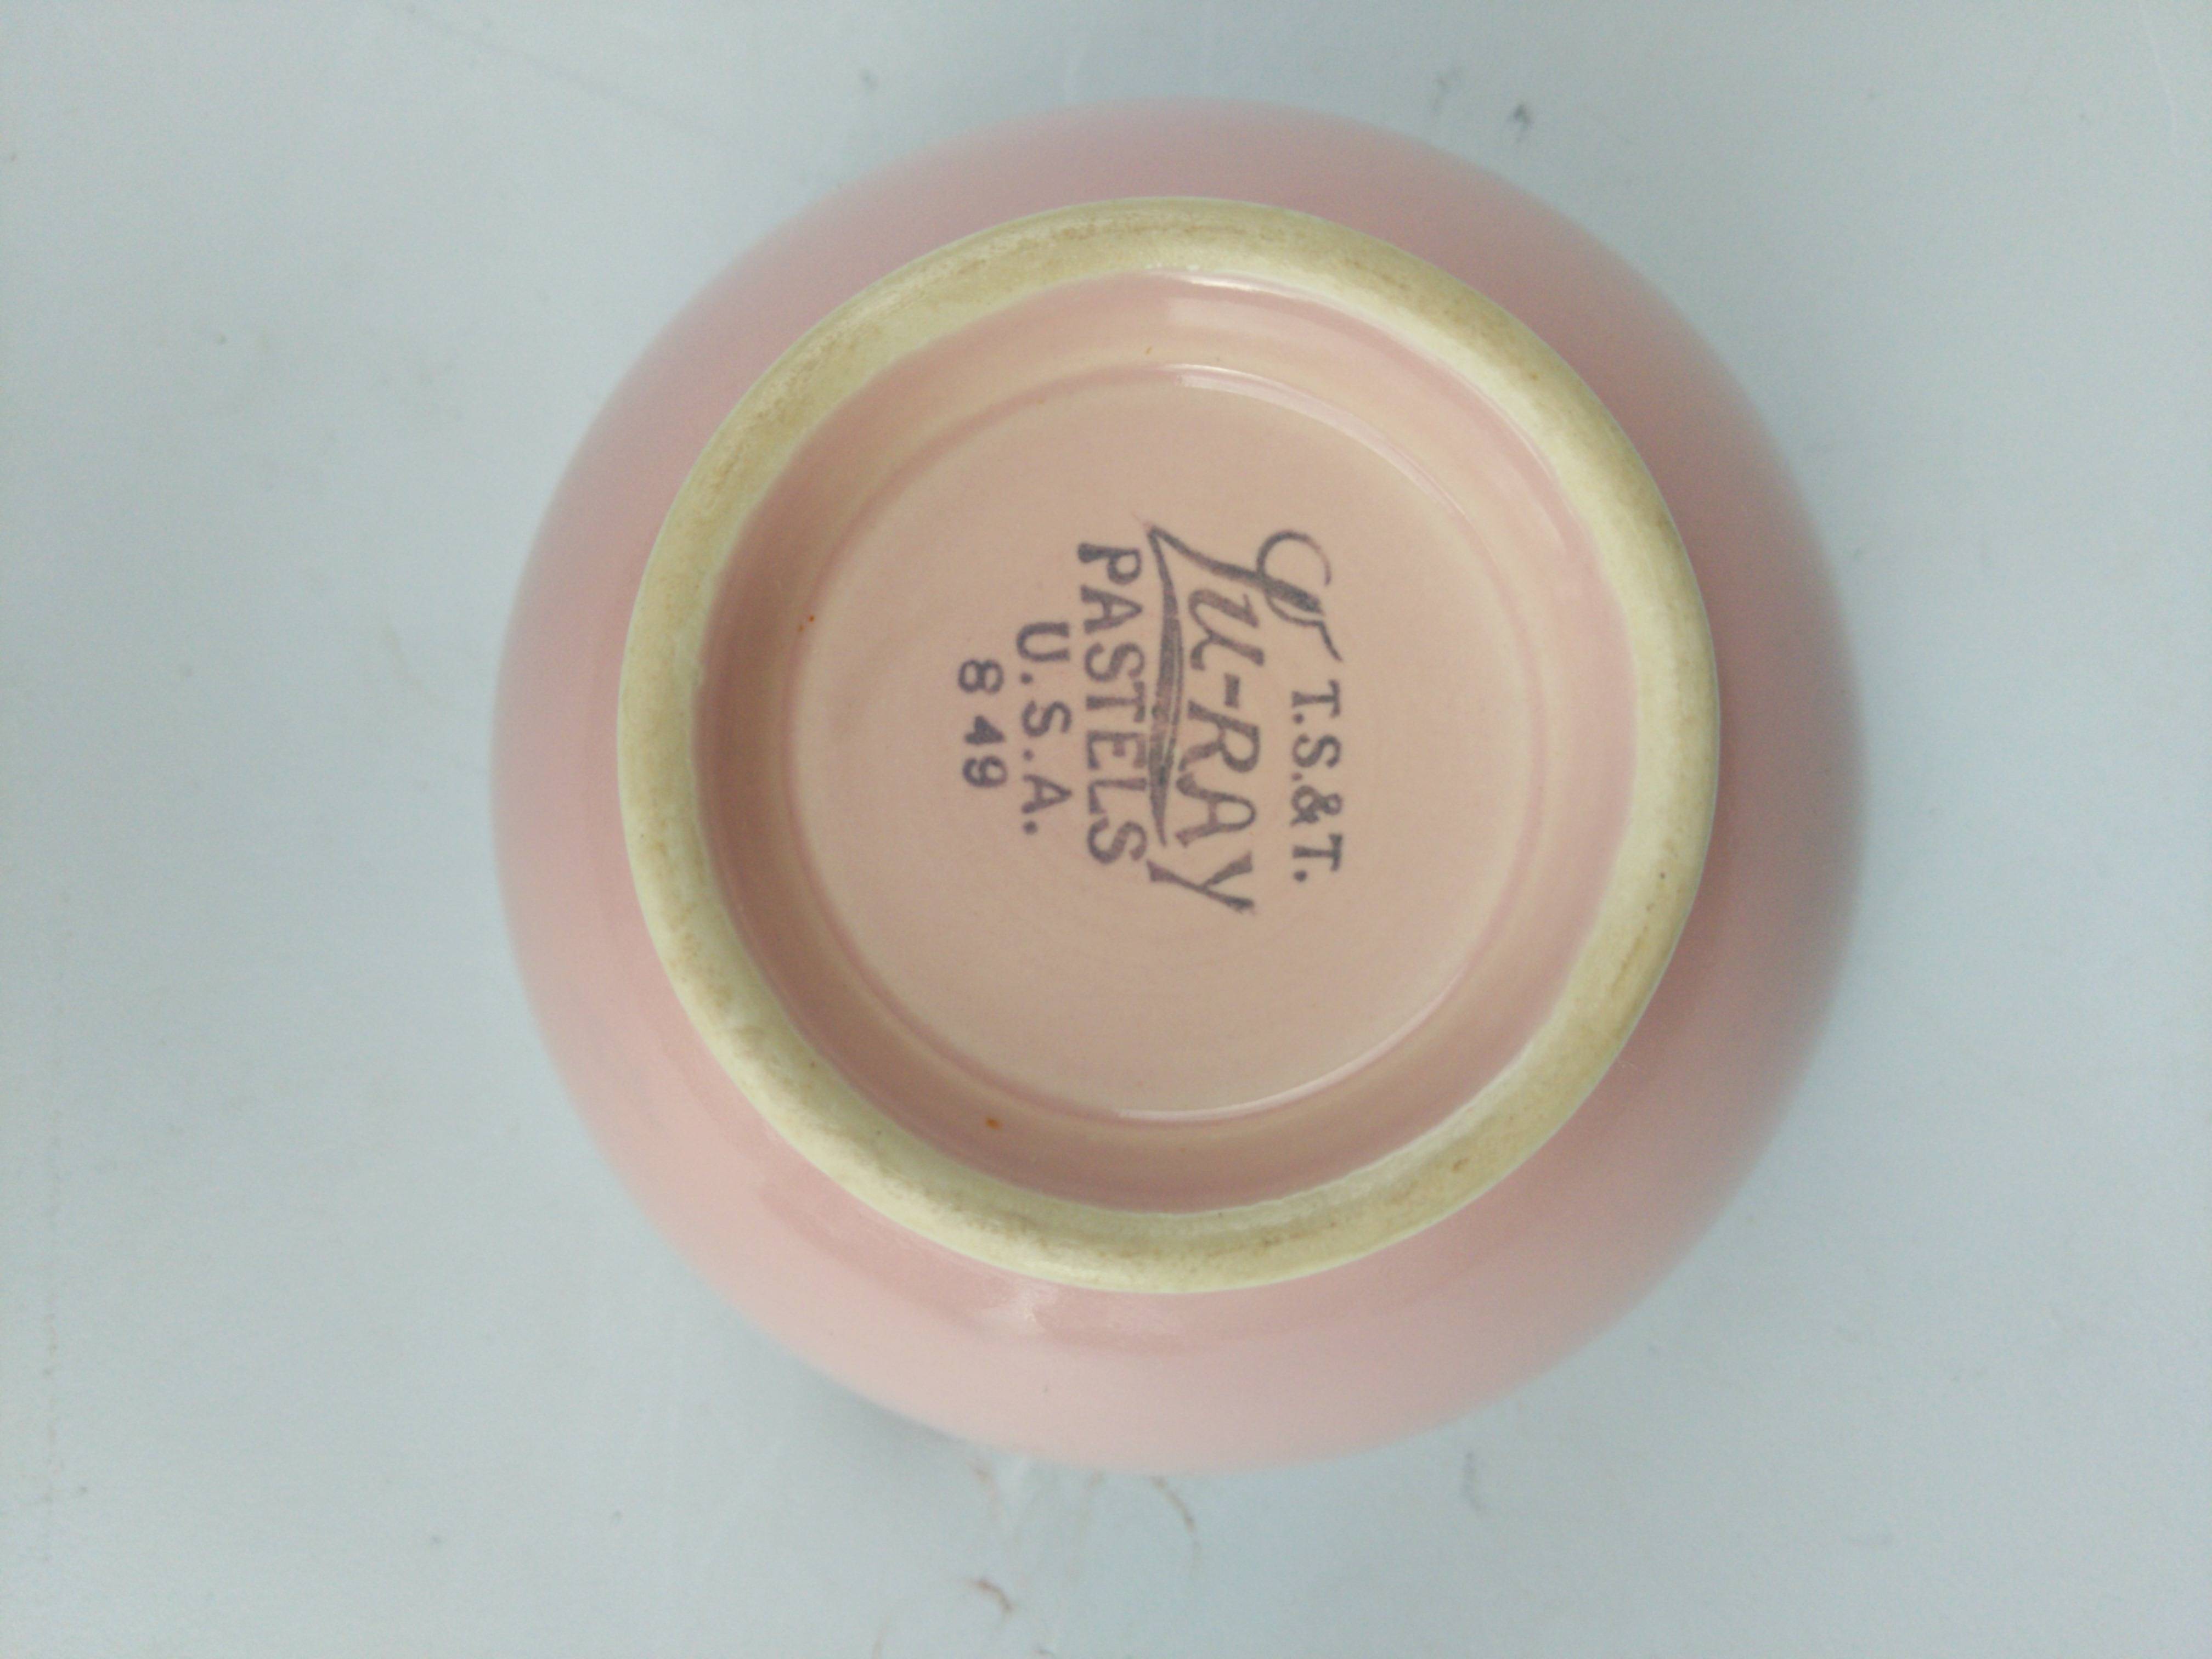 T.S.&T.
Lu-RAY
PASTELS
U.S.A.
8 49